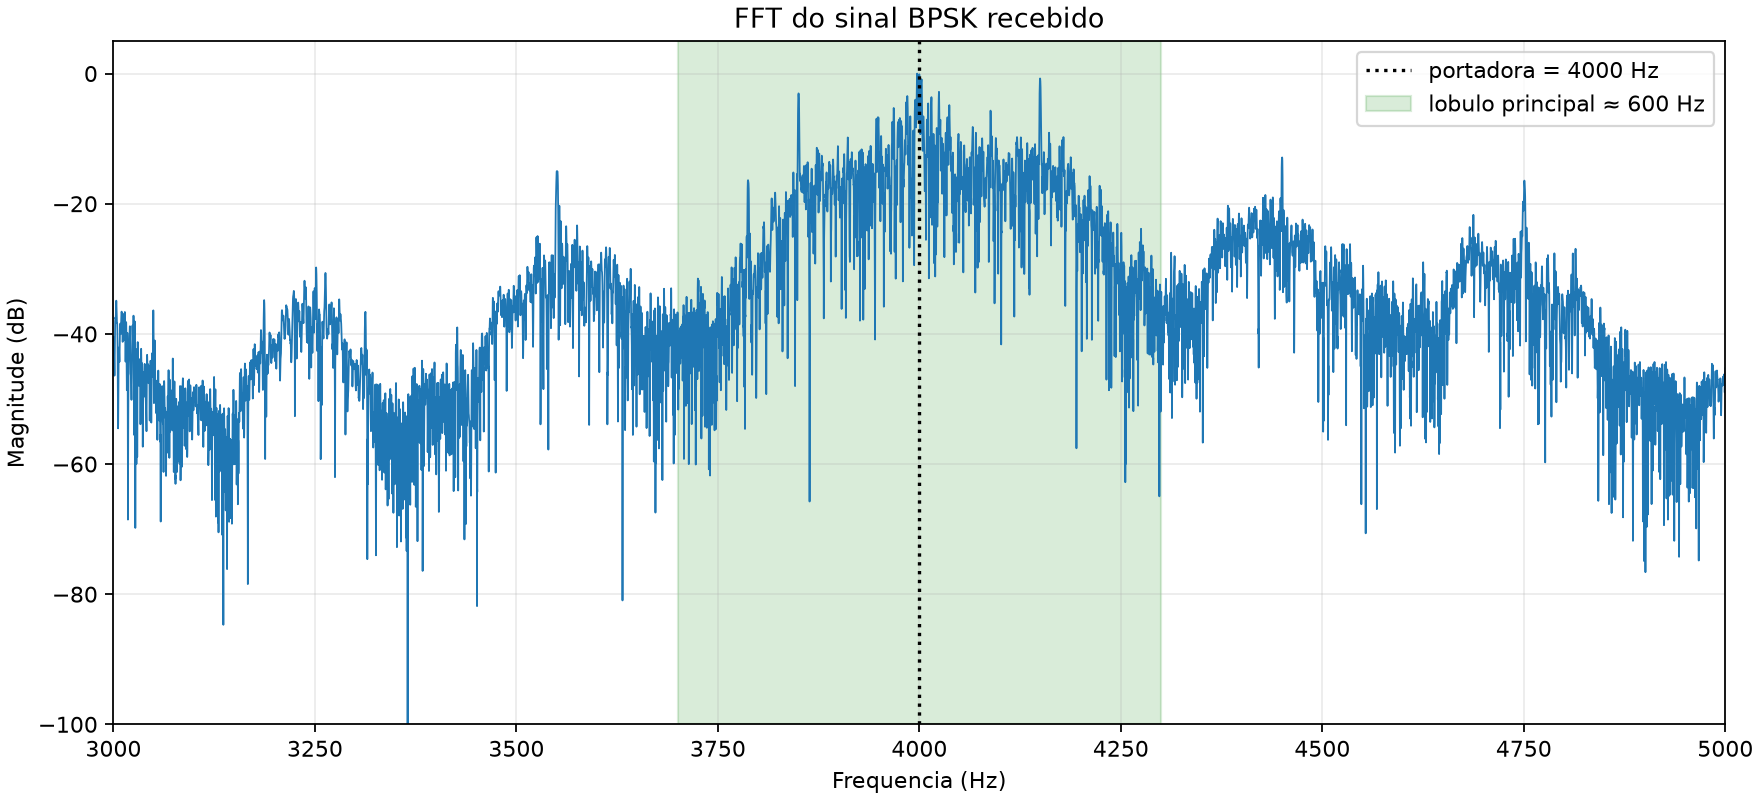 FFT do sinal BPSK recebido
portadora = 4000 Hz
lobulo principal ≈ 600 Hz
Magnitude (dB)
0
−20
−40
−60
−80
−100
3000 3250 3500 3750 4000 4250 4500 4750 5000
Frequencia (Hz)